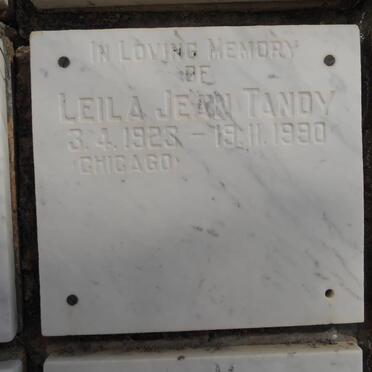 IN LOVING MEMORY
OF
LEILA JEAN TANDY
3.4.1923 – 19.11.1990
CHICAGO